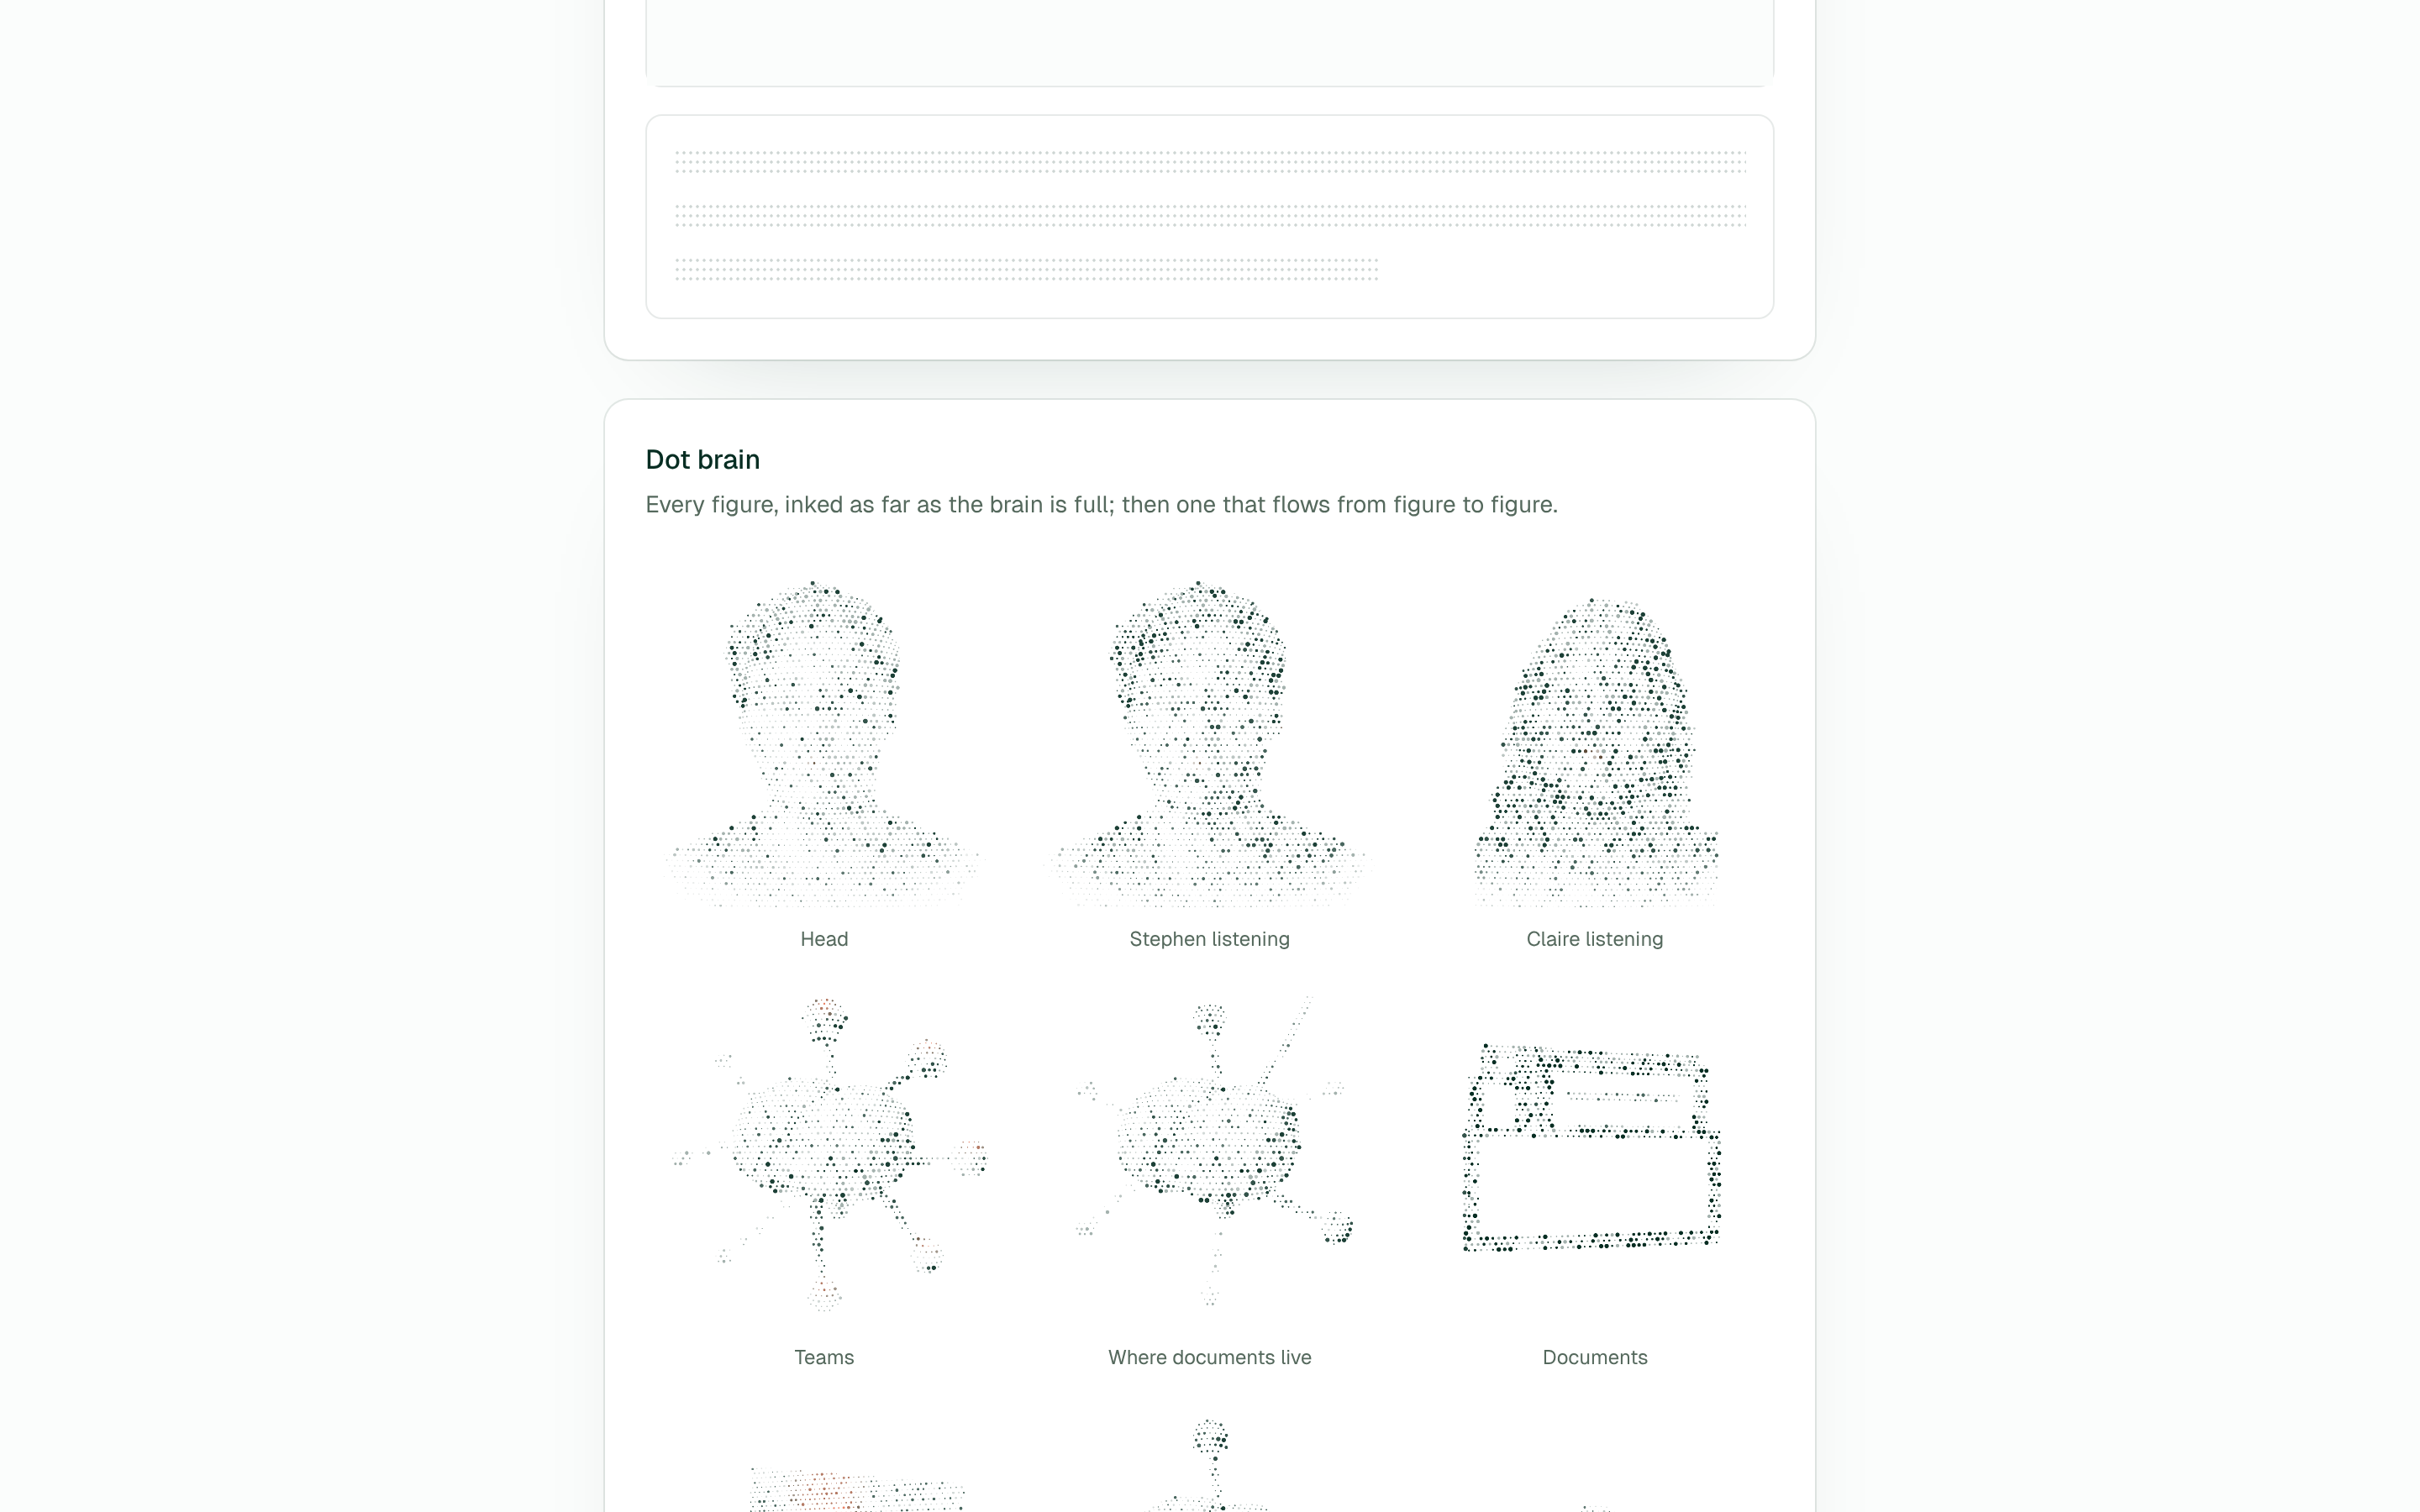 Dot brain
Every figure, inked as far as the brain is full; then one that flows from figure to figure.
Head
Stephen listening
Claire listening
Teams
Where documents live
Documents